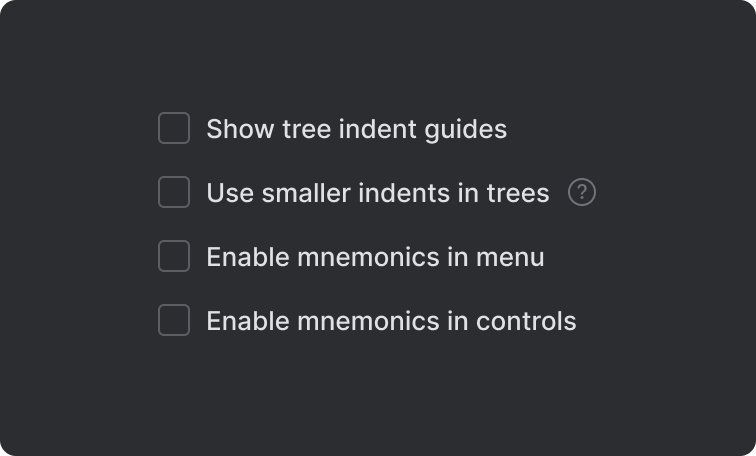 Show tree indent guides
Use smaller indents in trees ?
Enable mnemonics in menu
Enable mnemonics in controls